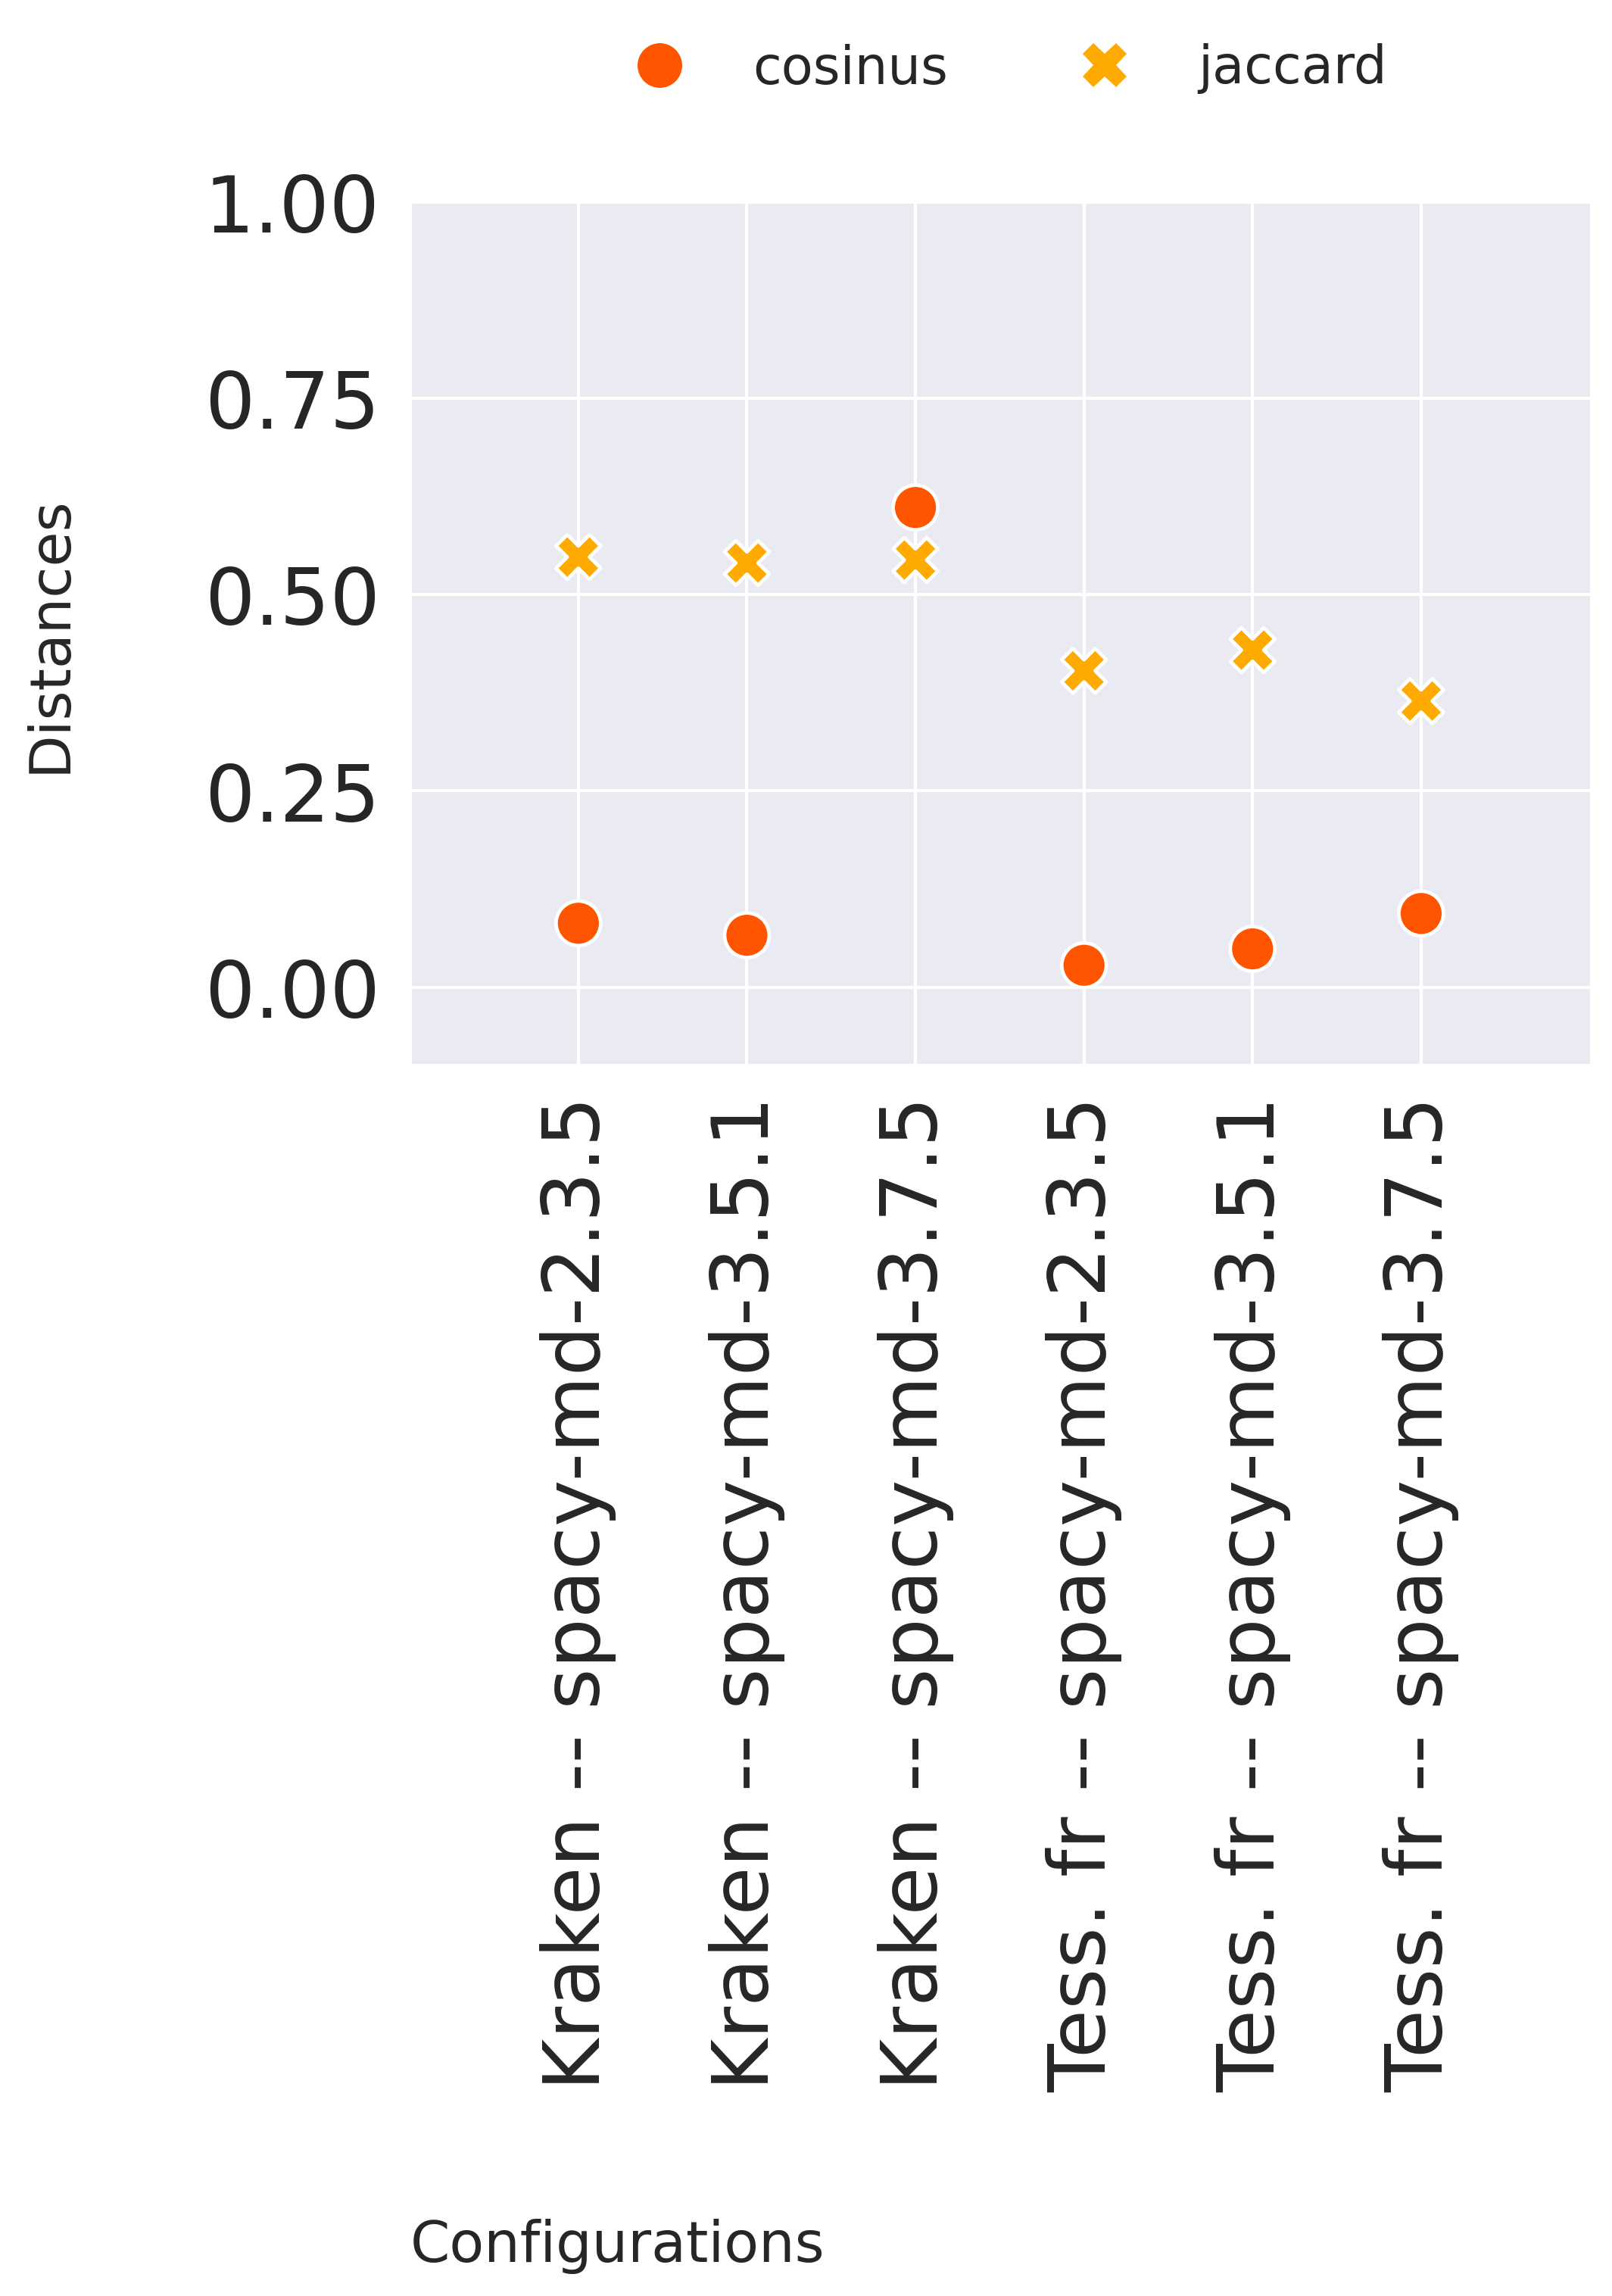 cosinus jaccard
1.00
0.75
0.50
0.25
0.00
Distances
Kraken -- spacy-md-2.3.5
Kraken -- spacy-md-3.5.1
Kraken -- spacy-md-3.7.5
Tess. fr -- spacy-md-2.3.5
Tess. fr -- spacy-md-3.5.1
Tess. fr -- spacy-md-3.7.5
Configurations